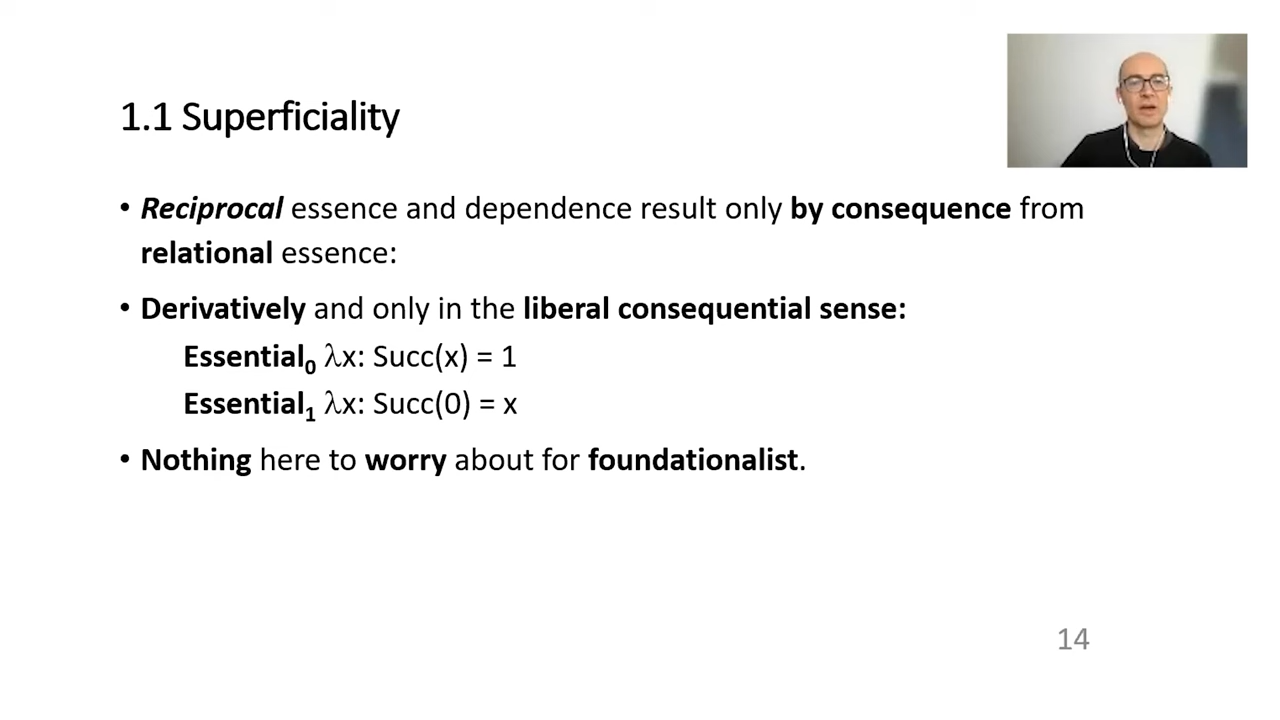 1.1 Superficiality
• Reciprocal essence and dependence result only by consequence from
relational essence:
• Derivatively and only in the liberal consequential sense:
Essential₀ λx: Succ(x) = 1
Essential₁ λx: Succ(0) = x
• Nothing here to worry about for foundationalist.
14